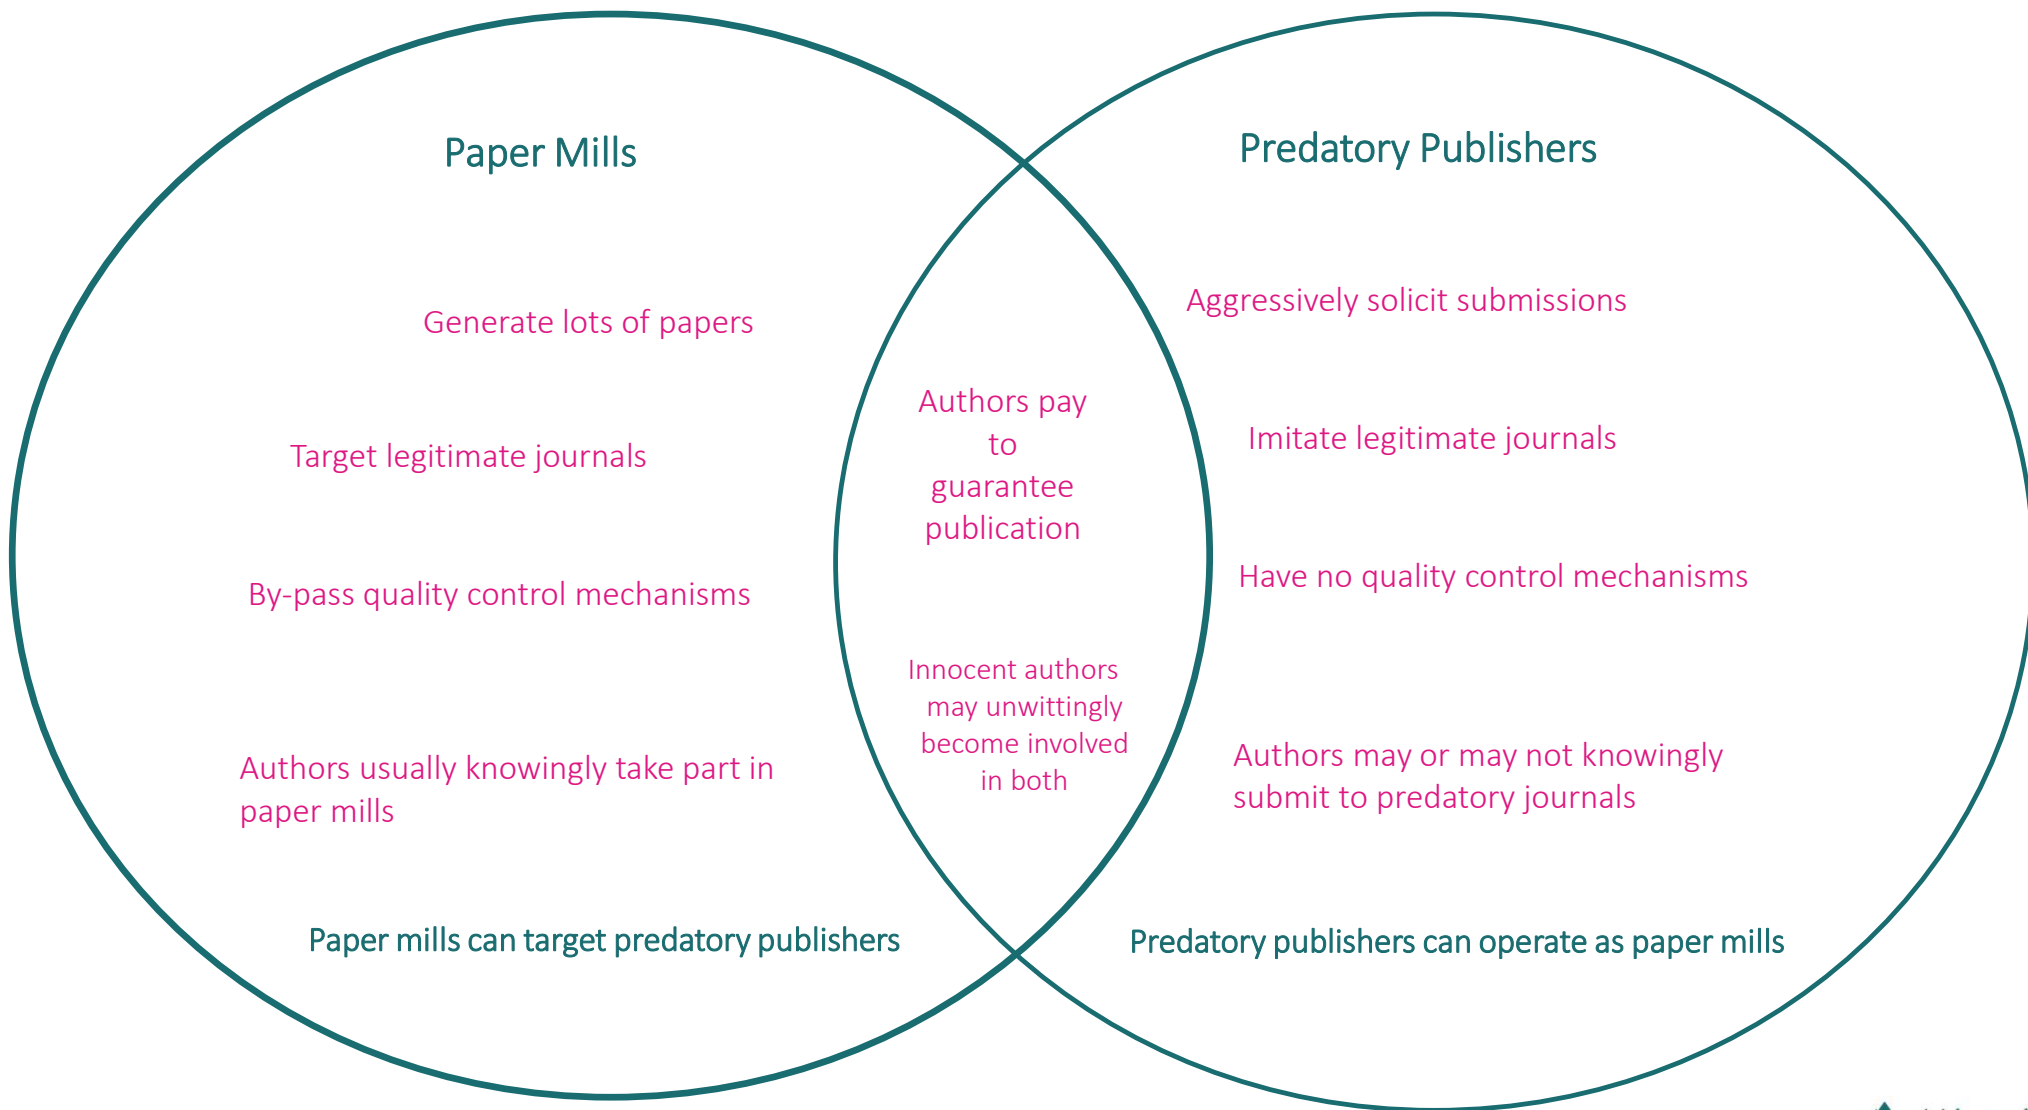 Paper Mills
Generate lots of papers
Target legitimate journals
By-pass quality control mechanisms
Authors usually knowingly take part in
paper mills
Paper mills can target predatory publishers
Authors pay
to
guarantee
publication
Innocent authors
may unwittingly
become involved
in both
Predatory Publishers
Aggressively solicit submissions
Imitate legitimate journals
Have no quality control mechanisms
Authors may or may not knowingly
submit to predatory journals
Predatory publishers can operate as paper mills